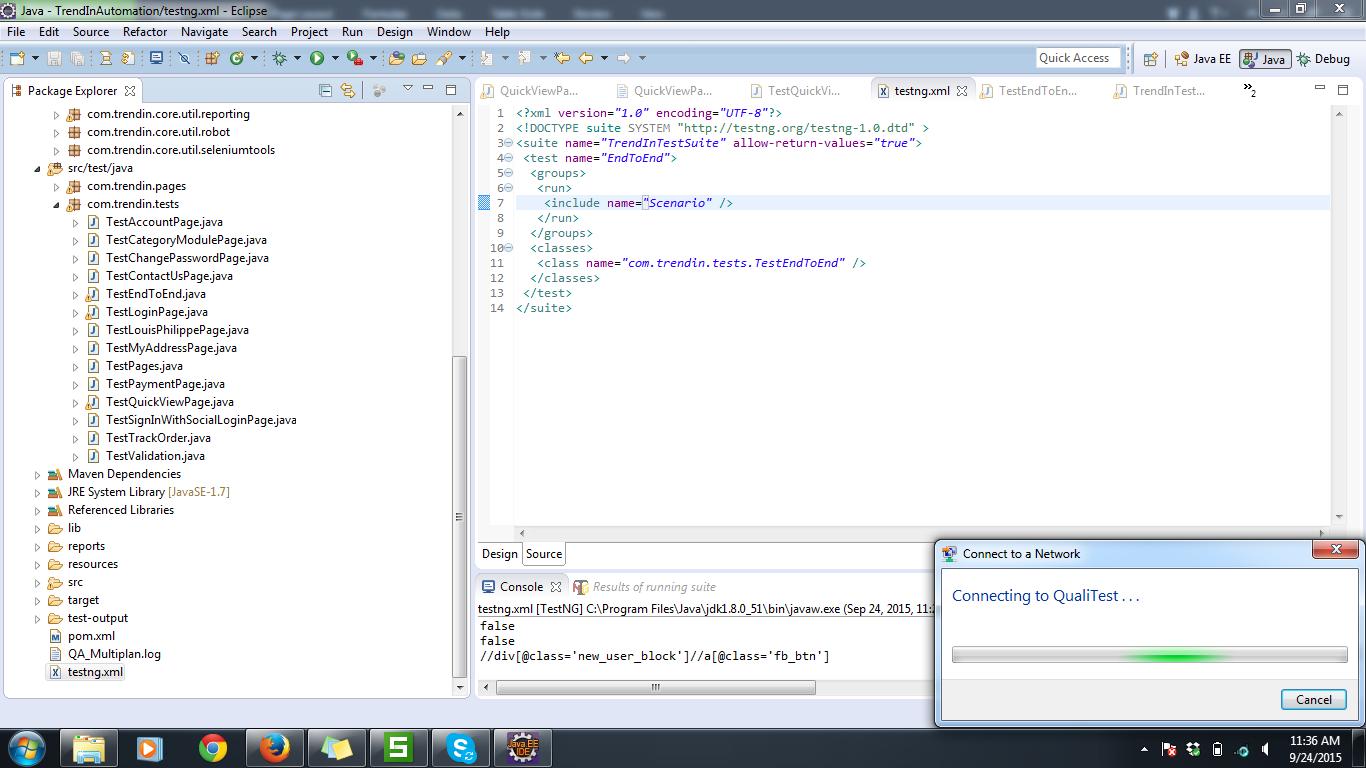 Java - TrendInAutomation/testng.xml - Eclipse
File Edit Source Refactor Navigate Search Project Run Design Window Help
Quick Access
Java EE
Java
Debug
Package Explorer
com.trendin.core.util.reporting
com.trendin.core.util.robot
com.trendin.core.util.seleniumtools
src/test/java
com.trendin.pages
com.trendin.tests
TestAccountPage.java
TestCategoryModulePage.java
TestChangePasswordPage.java
TestContactUsPage.java
TestEndToEnd.java
TestLoginPage.java
TestLouisPhilippePage.java
TestMyAddressPage.java
TestPages.java
TestPaymentPage.java
TestQuickViewPage.java
TestSignInWithSocialLoginPage.java
TestTrackOrder.java
TestValidation.java
Maven Dependencies
JRE System Library [JavaSE-1.7]
Referenced Libraries
lib
reports
resources
src
target
test-output
pom.xml
QA_Multiplan.log
testng.xml
QuickViewPa... QuickViewPa... TestQuickVi... testng.xml TestEndToEn... TrendInTest... »2
1 <?xml version="1.0" encoding="UTF-8"?>
2 <!DOCTYPE suite SYSTEM "http://testng.org/testng-1.0.dtd" >
3 <suite name="TrendInTestSuite" allow-return-values="true">
4 <test name="EndToEnd">
5 <groups>
6 <run>
7 <include name="Scenario" />
8 </run>
9 </groups>
10 <classes>
11 <class name="com.trendin.tests.TestEndToEnd" />
12 </classes>
13 </test>
14 </suite>
Design Source
Console
Results of running suite
testng.xml [TestNG] C:\Program Files\Java\jdk1.8.0_51\bin\javaw.exe (Sep 24, 2015, 11:
false
false
//div[@class='new_user_block']//a[@class='fb_btn']
Connect to a Network
Connecting to QualiTest . . .
Cancel
S
S
Java EE
IDE
11:36 AM
9/24/2015